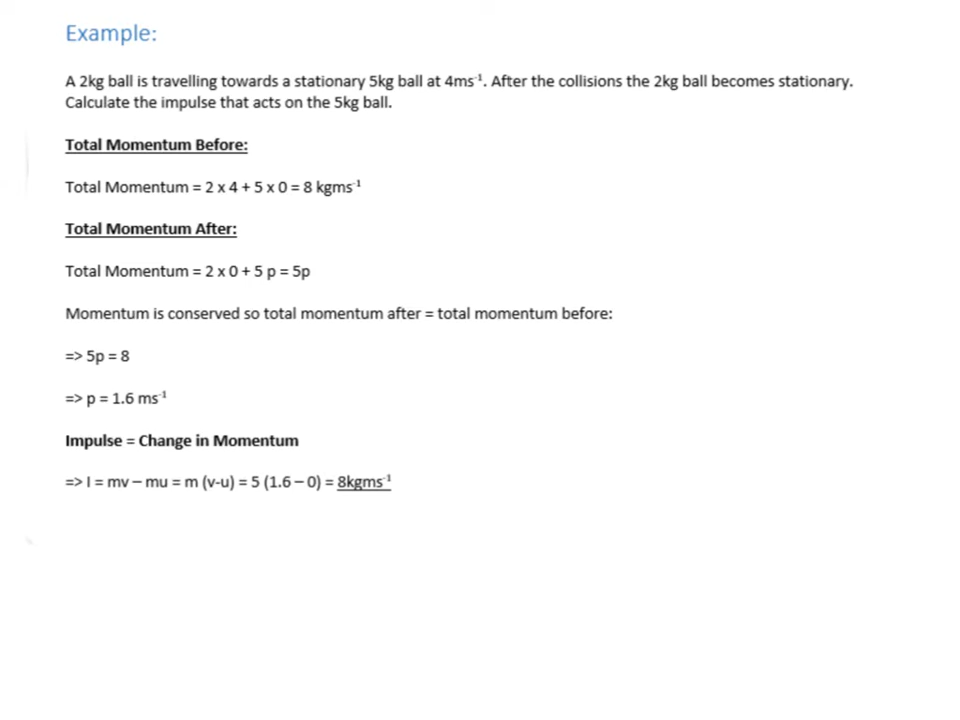 Example:
A 2kg ball is travelling towards a stationary 5kg ball at 4ms⁻¹. After the collisions the 2kg ball becomes stationary.
Calculate the impulse that acts on the 5kg ball.
Total Momentum Before:
Total Momentum = 2 x 4 + 5 x 0 = 8 kgms⁻¹
Total Momentum After:
Total Momentum = 2 x 0 + 5 p = 5p
Momentum is conserved so total momentum after = total momentum before:
=> 5p = 8
=> p = 1.6 ms⁻¹
Impulse = Change in Momentum
=> I = mv – mu = m (v-u) = 5 (1.6 – 0) = 8kgms⁻¹